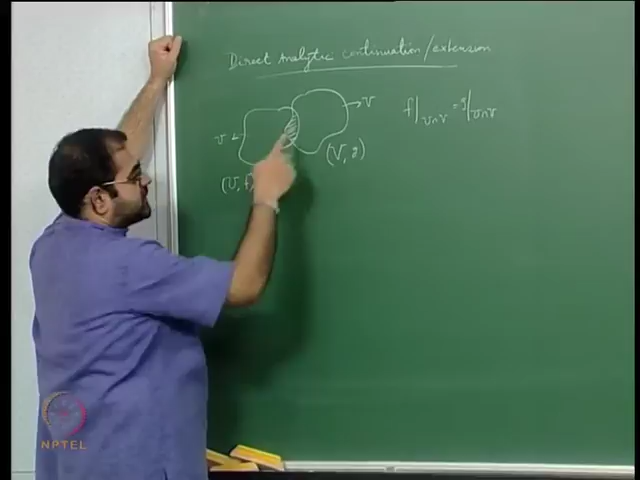 Direct Analytic continuation/extension
U V f|U∩V = g|U∩V
(U, f) (V, g)
NPTEL